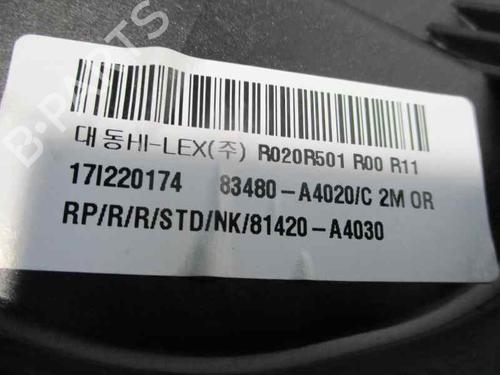 B-PARTS
대동HI-LEX(주) R020R501 R00 R11
17I220174 83480-A4020/C 2M OR
RP/R/R/STD/NK/81420-A4030